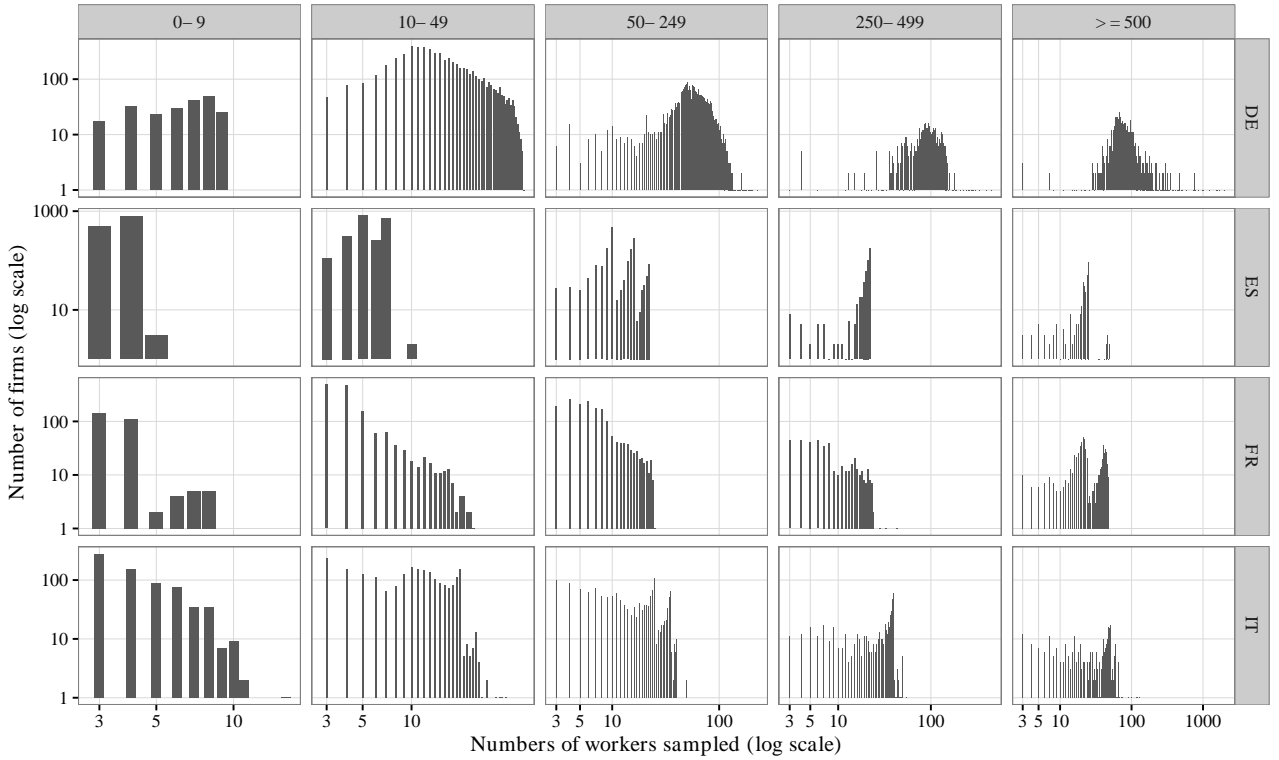 0– 9 10– 49 50– 249 250– 499 > = 500
Number of firms (log scale)
100
10
1
DE
1000
10
ES
100
10
1
FR
100
10
1
IT
3 5 10 3 5 10 3 5 10 100 3 5 10 100 3 5 10 100 1000
Numbers of workers sampled (log scale)